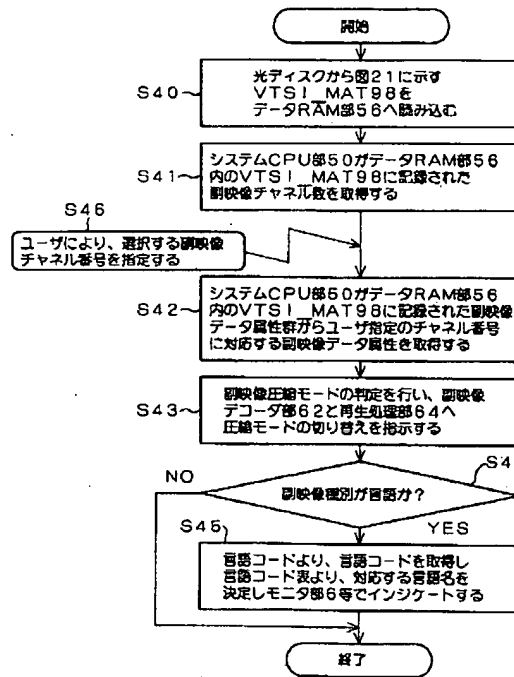 開始
S40
光ディスクから図21に示す
VTSI_MAT98を
データRAM部56へ読み込む
S41
システムCPU部50がデータRAM部56
内のVTSI_MAT98に記録された
副映像チャネル数を取得する
S46
ユーザにより、選択する副映像
チャネル番号を指定する
S42
システムCPU部50がデータRAM部56
内のVTSI_MAT98に記録された副映像
データ属性群からユーザ指定のチャネル番号
に対応する副映像データ属性を取得する
S43
副映像圧縮モードの判定を行い、副映像
デコーダ部62と再生処理部64へ
圧縮モードの切り替えを指示する
S4
NO
副映像種別が言語か?
YES
S45
言語コードより、言語コードを取得し
言語コード表より、対応する言語名を
決定しモニタ部6等でインジケートする
終了